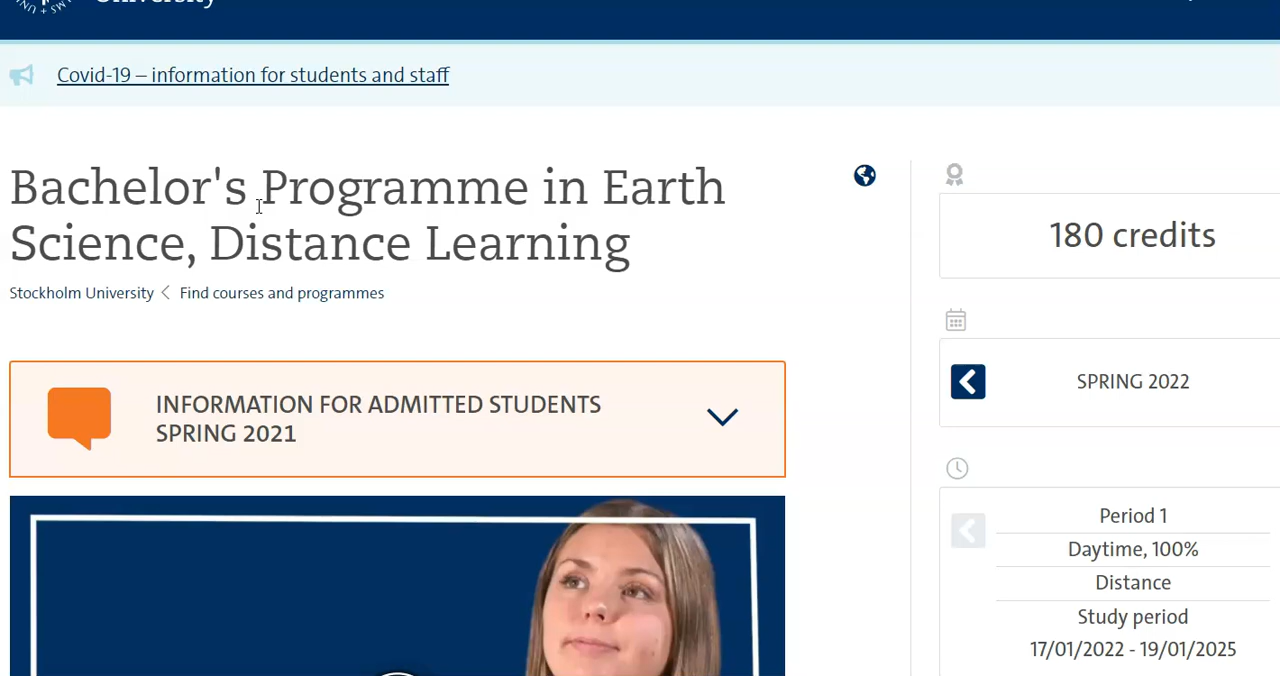 University
Covid-19 – information for students and staff
Bachelor's Programme in Earth
Science, Distance Learning
Stockholm University
Find courses and programmes
INFORMATION FOR ADMITTED STUDENTS
SPRING 2021
180 credits
SPRING 2022
Period 1
Daytime, 100%
Distance
Study period
17/01/2022 - 19/01/2025